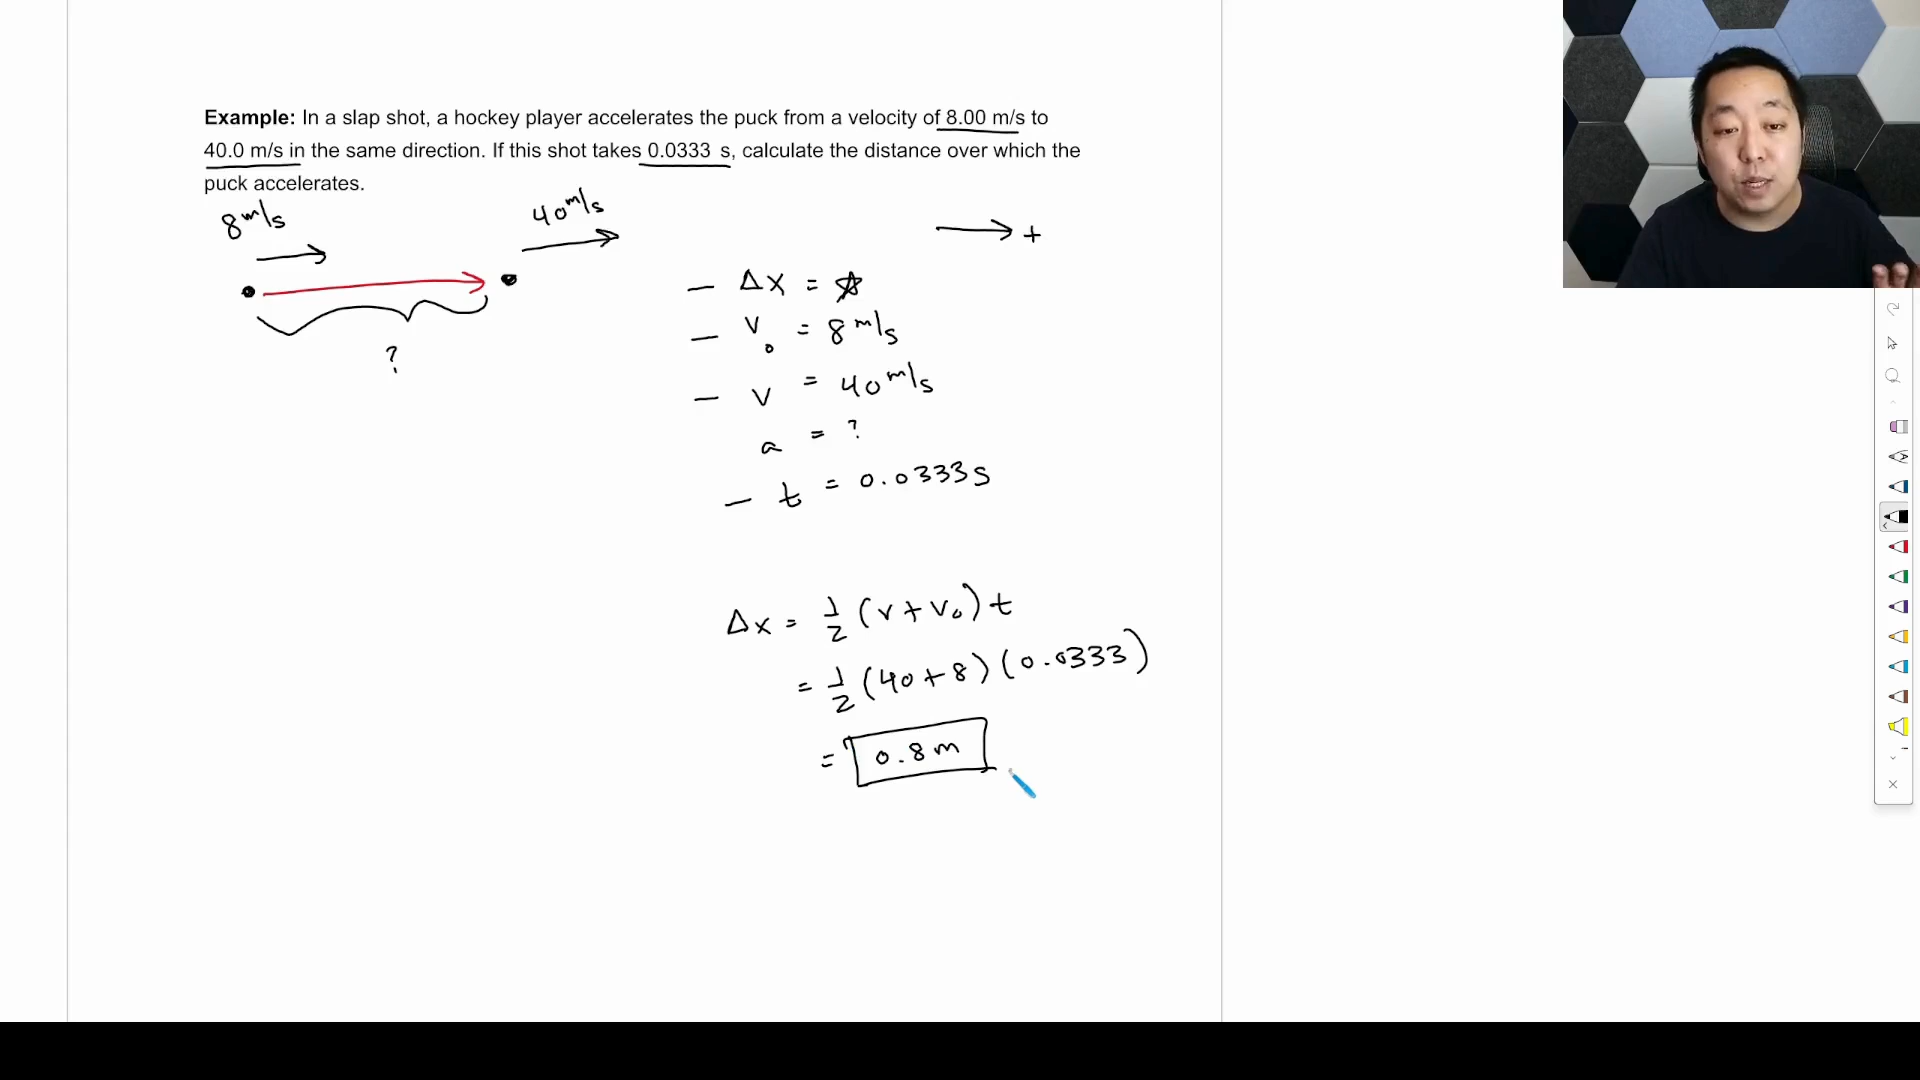 Example: In a slap shot, a hockey player accelerates the puck from a velocity of 8.00 m/s to
40.0 m/s in the same direction. If this shot takes 0.0333 s, calculate the distance over which the
puck accelerates.
8 m/s
40 m/s
→ +
?
– Δx = ☆
– v₀ = 8 m/s
– v = 40 m/s
a = ?
– t = 0.0333 s
Δx = 1/2 (v + v₀) t
= 1/2 (40 + 8) (0.0333)
= 0.8 m